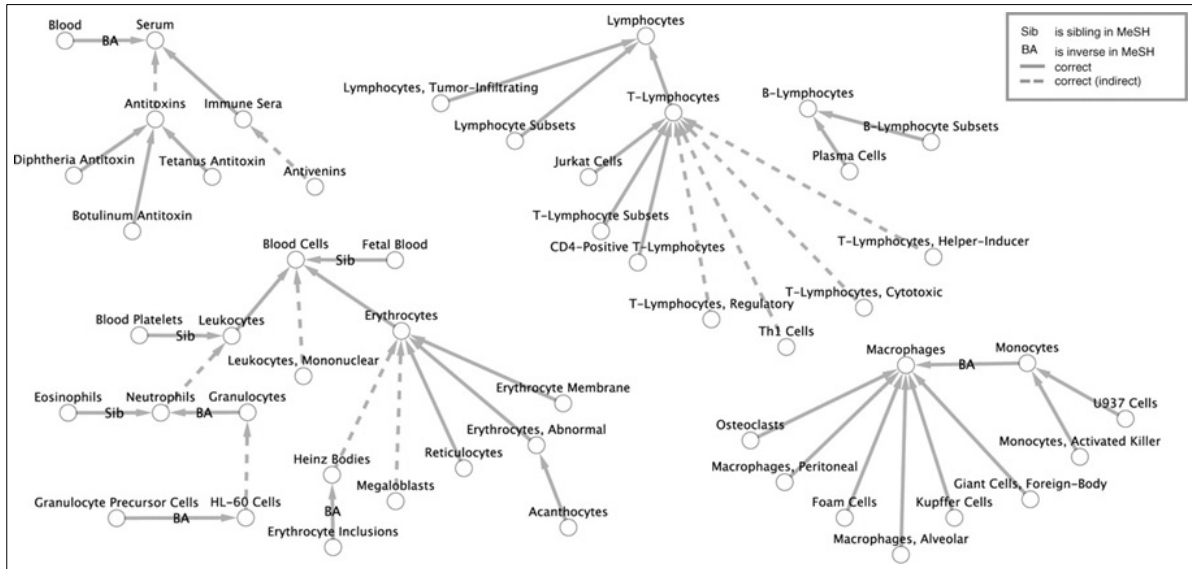 Blood
Serum
BA
Antitoxins
Immune Sera
Diphtheria Antitoxin
Tetanus Antitoxin
Antivenins
Botulinum Antitoxin
Lymphocytes
Lymphocytes, Tumor-Infiltrating
T-Lymphocytes
Lymphocyte Subsets
Jurkat Cells
T-Lymphocyte Subsets
CD4-Positive T-Lymphocytes
T-Lymphocytes, Helper-Inducer
T-Lymphocytes, Cytotoxic
T-Lymphocytes, Regulatory
Th1 Cells
B-Lymphocytes
B-Lymphocyte Subsets
Plasma Cells
Sib is sibling in MeSH
BA is inverse in MeSH
correct
correct (indirect)
Blood Cells
Fetal Blood
Sib
Blood Platelets
Leukocytes
Sib
Erythrocytes
Leukocytes, Mononuclear
Eosinophils
Neutrophils
Granulocytes
Sib
BA
Erythrocyte Membrane
Erythrocytes, Abnormal
Heinz Bodies
Reticulocytes
Megaloblasts
Granulocyte Precursor Cells
HL-60 Cells
BA
BA
Acanthocytes
Erythrocyte Inclusions
Macrophages
BA
Monocytes
U937 Cells
Osteoclasts
Monocytes, Activated Killer
Macrophages, Peritoneal
Giant Cells, Foreign-Body
Foam Cells
Kupffer Cells
Macrophages, Alveolar